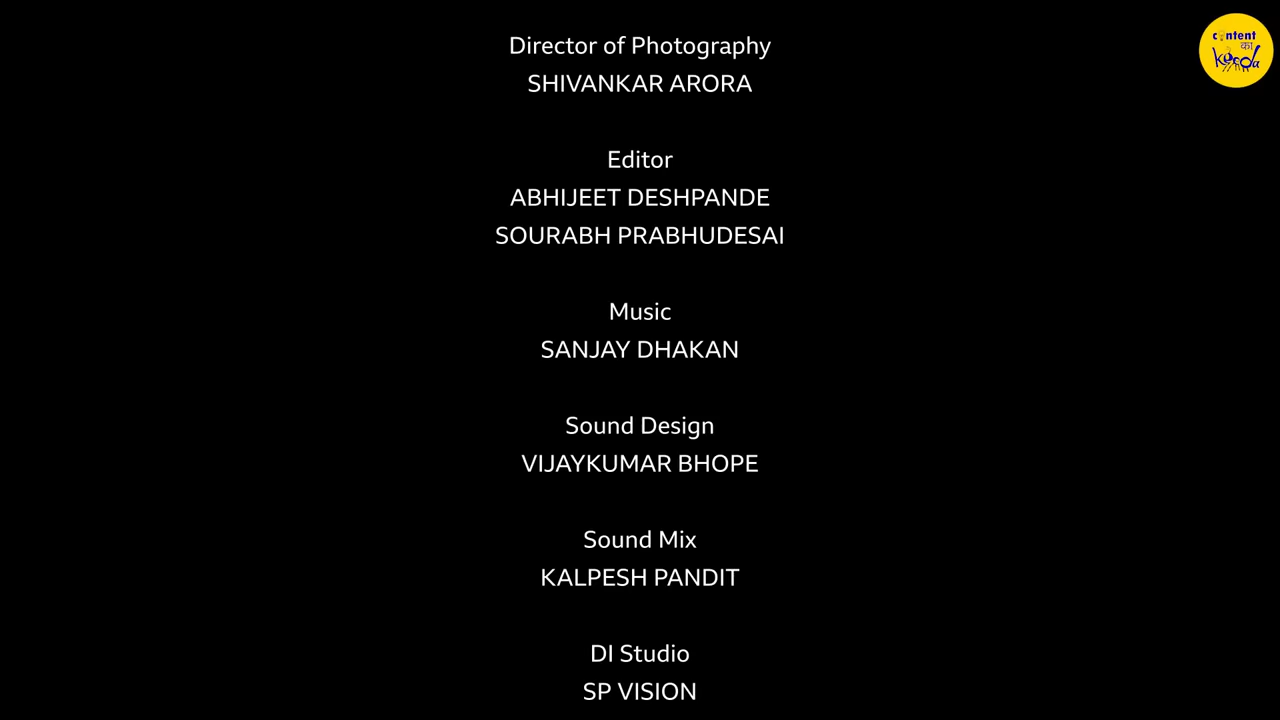 Director of Photography
SHIVANKAR ARORA
Editor
ABHIJEET DESHPANDE
SOURABH PRABHUDESAI
Music
SANJAY DHAKAN
Sound Design
VIJAYKUMAR BHOPE
Sound Mix
KALPESH PANDIT
DI Studio
SP VISION
content
का